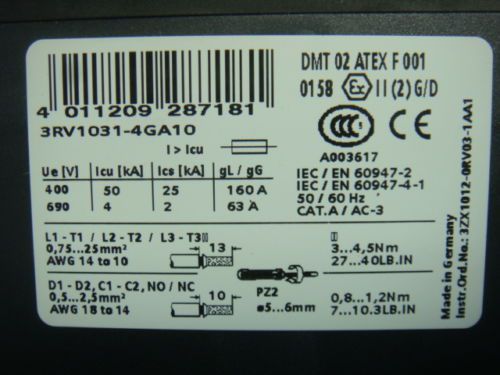 DMT 02 ATEX F 001
0158 Ex II (2) G/D
4 011209 287181
3RV1031-4GA10
I > Icu
CCC
A003617
Ue [V] Icu [kA] Ics [kA] gL / gG
400 50 25 160 A
690 4 2 63 A
IEC / EN 60947-2
IEC / EN 60947-4-1
50 / 60 Hz
CAT. A / AC-3
L1 - T1 / L2 - T2 / L3 - T3
0,75...25mm²
AWG 14 to 10
13
3...4,5Nm
27...40LB.IN
D1 - D2, C1 - C2, NO / NC
0,5...2,5mm²
AWG 18 to 14
10
PZ2
ø5...6mm
0,8...1,2Nm
7...10.3LB.IN
Made in Germany
Instr.Ord.No.: 3ZX1012-0RV03-1AA1